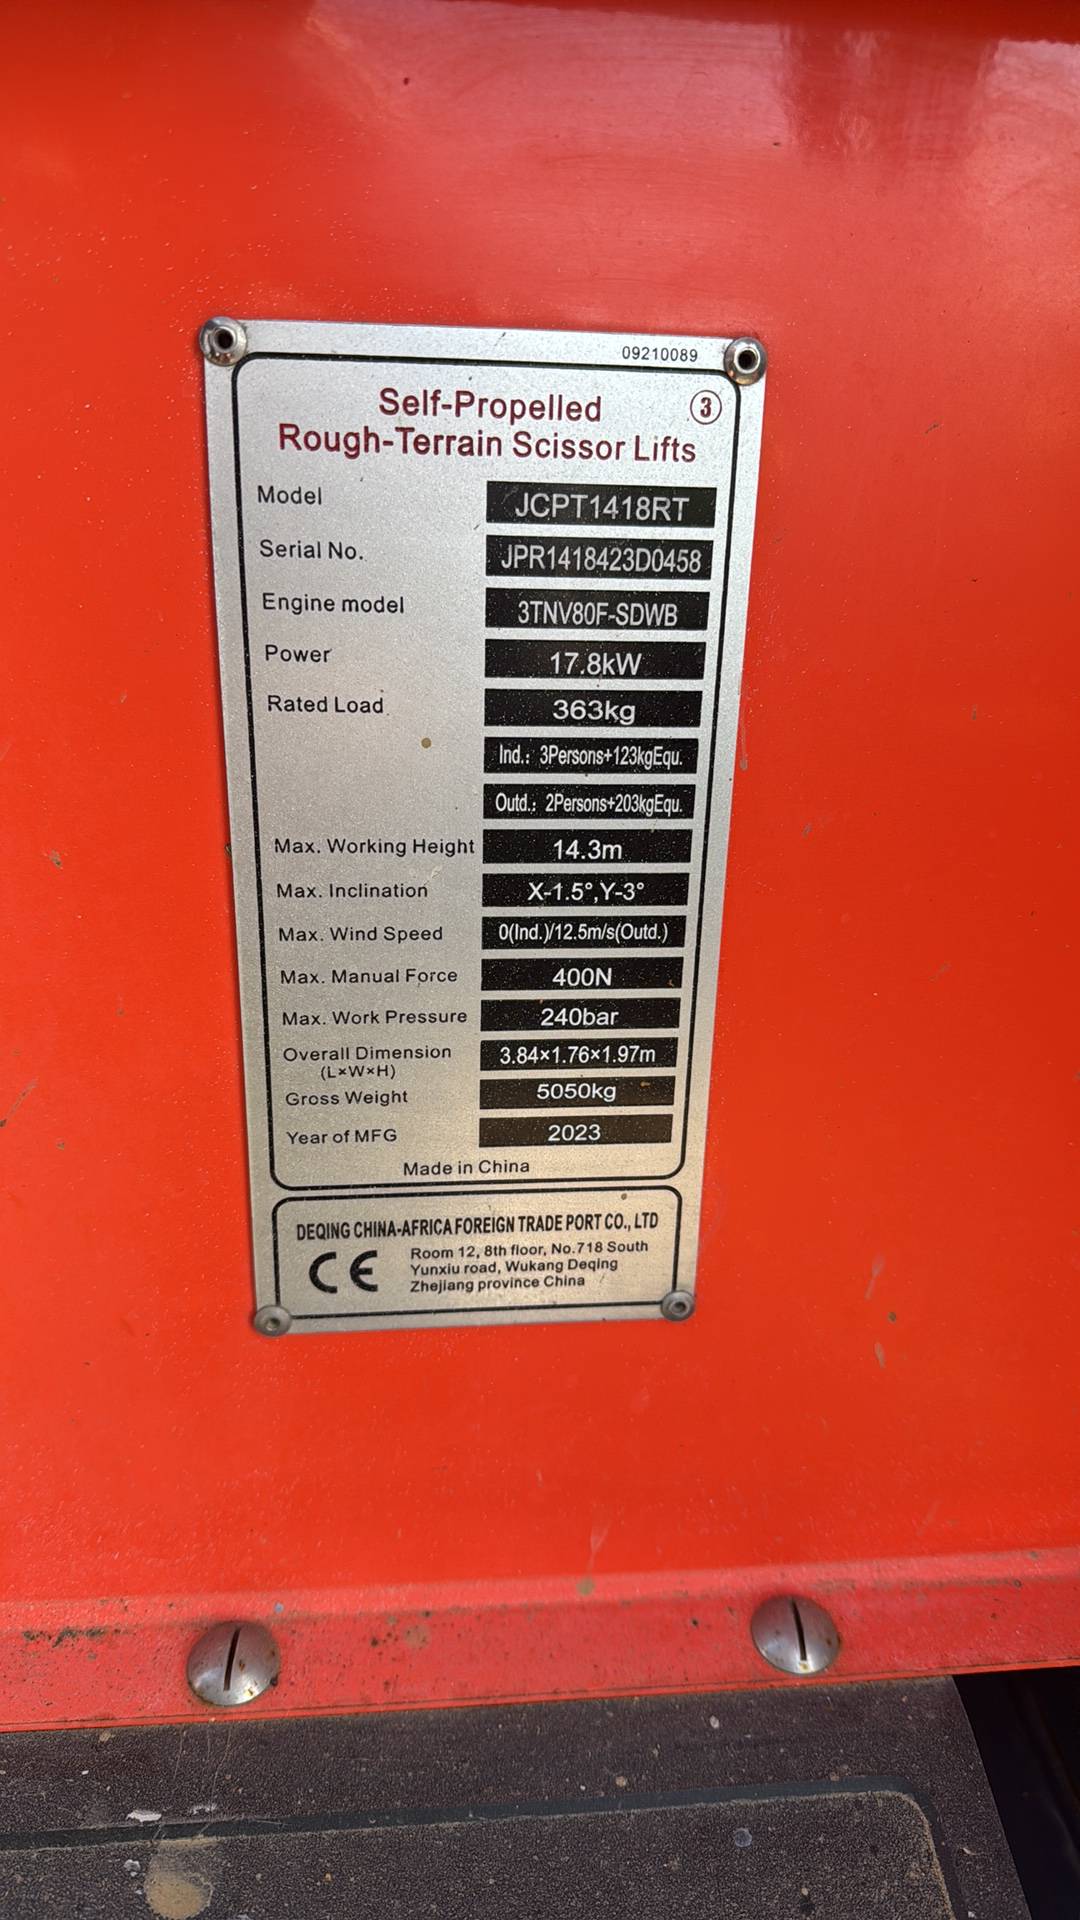 09210089
Self-Propelled ③
Rough-Terrain Scissor Lifts
Model JCPT1418RT
Serial No. JPR1418423D0458
Engine model 3TNV80F-SDWB
Power 17.8kW
Rated Load 363kg
Ind.: 3Persons+123kgEqu.
Outd.: 2Persons+203kgEqu.
Max. Working Height 14.3m
Max. Inclination X-1.5°,Y-3°
Max. Wind Speed 0(Ind.)/12.5m/s(Outd.)
Max. Manual Force 400N
Max. Work Pressure 240bar
Overall Dimension 3.84×1.76×1.97m
(L×W×H)
Gross Weight 5050kg
Year of MFG 2023
Made in China
DEQING CHINA-AFRICA FOREIGN TRADE PORT CO., LTD
CE Room 12, 8th floor, No.718 South
Yunxiu road, Wukang Deqing
Zhejiang province China